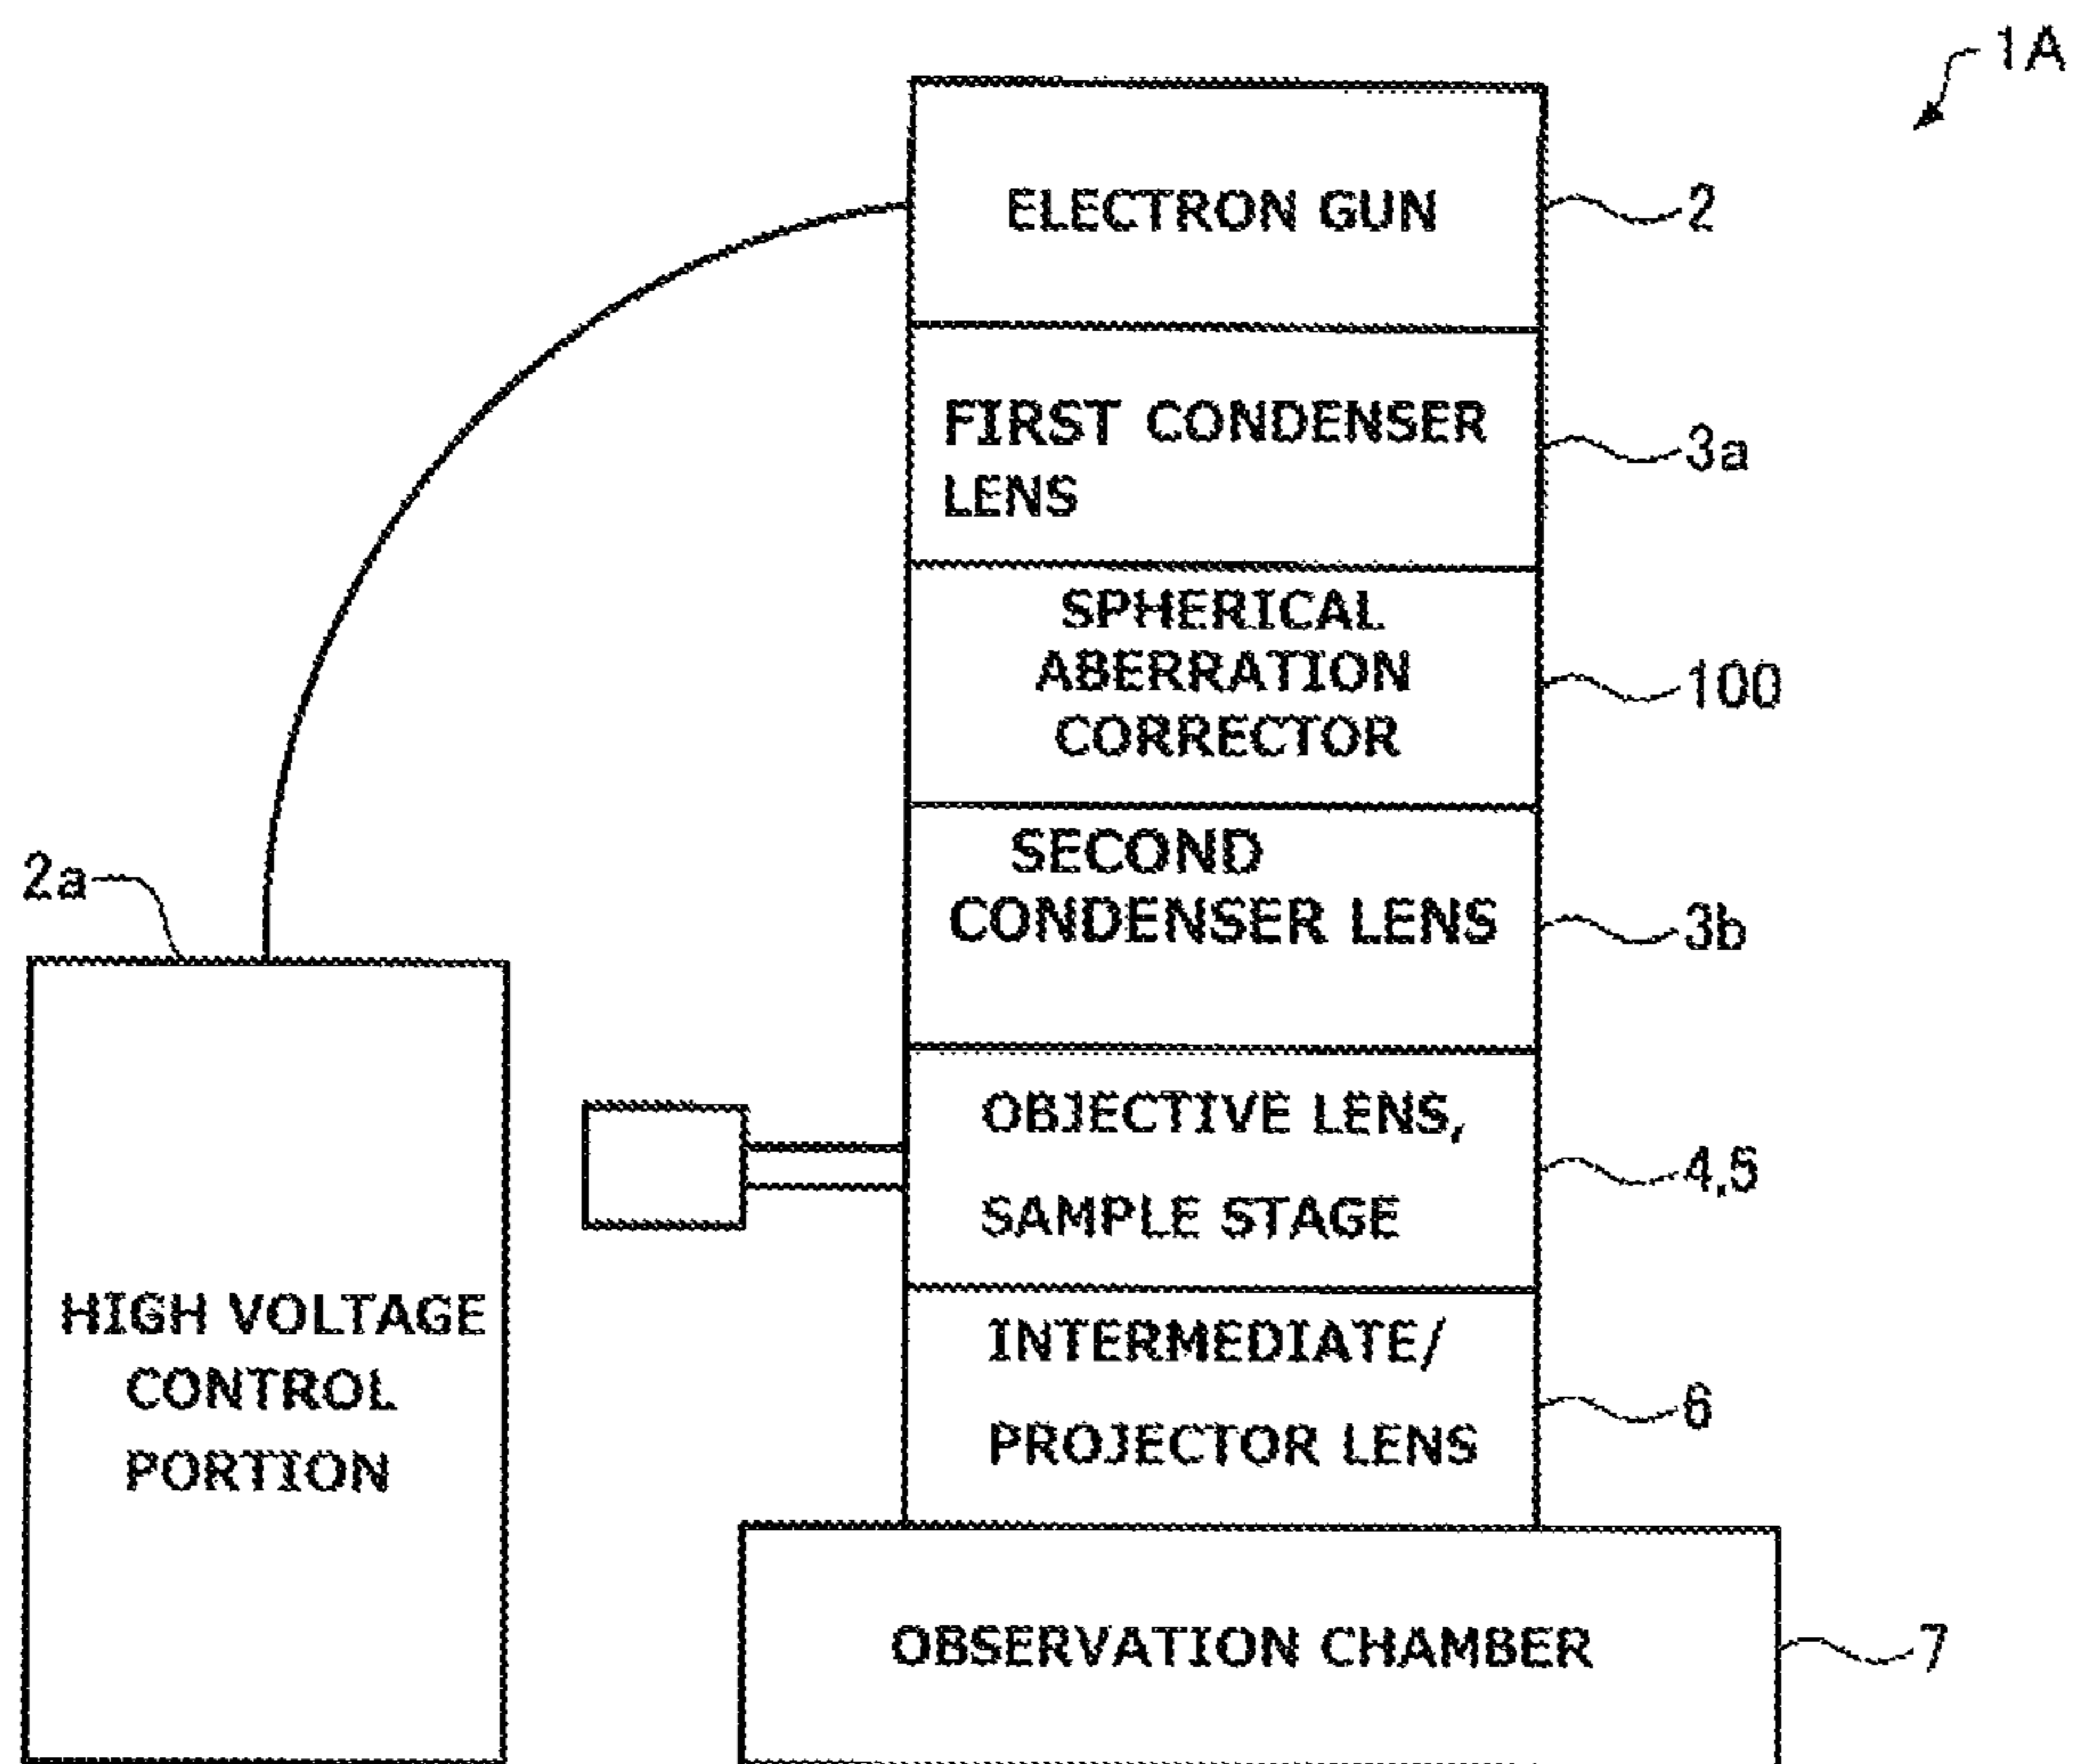 1A
ELECTRON GUN
2
FIRST CONDENSER
LENS
3a
SPHERICAL
ABERRATION
CORRECTOR
100
SECOND
CONDENSER LENS
3b
2a
OBJECTIVE LENS,
SAMPLE STAGE
4,5
HIGH VOLTAGE
CONTROL
PORTION
INTERMEDIATE/
PROJECTOR LENS
6
OBSERVATION CHAMBER
7